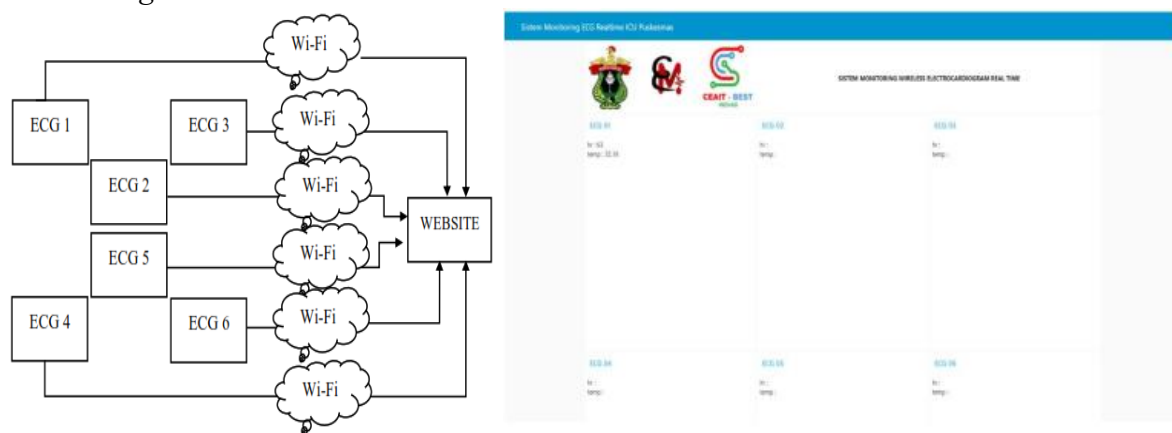 Wi-Fi
ECG 1
ECG 3
Wi-Fi
ECG 2
Wi-Fi
WEBSITE
ECG 5
Wi-Fi
ECG 4
ECG 6
Wi-Fi
Wi-Fi
Sistem Monitoring ECG Realtime ICU Puskesmas
CEAIT - BEST
SISTEM MONITORING WIRELESS ELECTROCARDIOGRAM REAL TIME
ECG 01
ECG 02
ECG 03
hr :
hr :
hr :
temp :
temp :
temp :
ECG 04
ECG 05
ECG 06
hr :
hr :
hr :
temp :
temp :
temp :